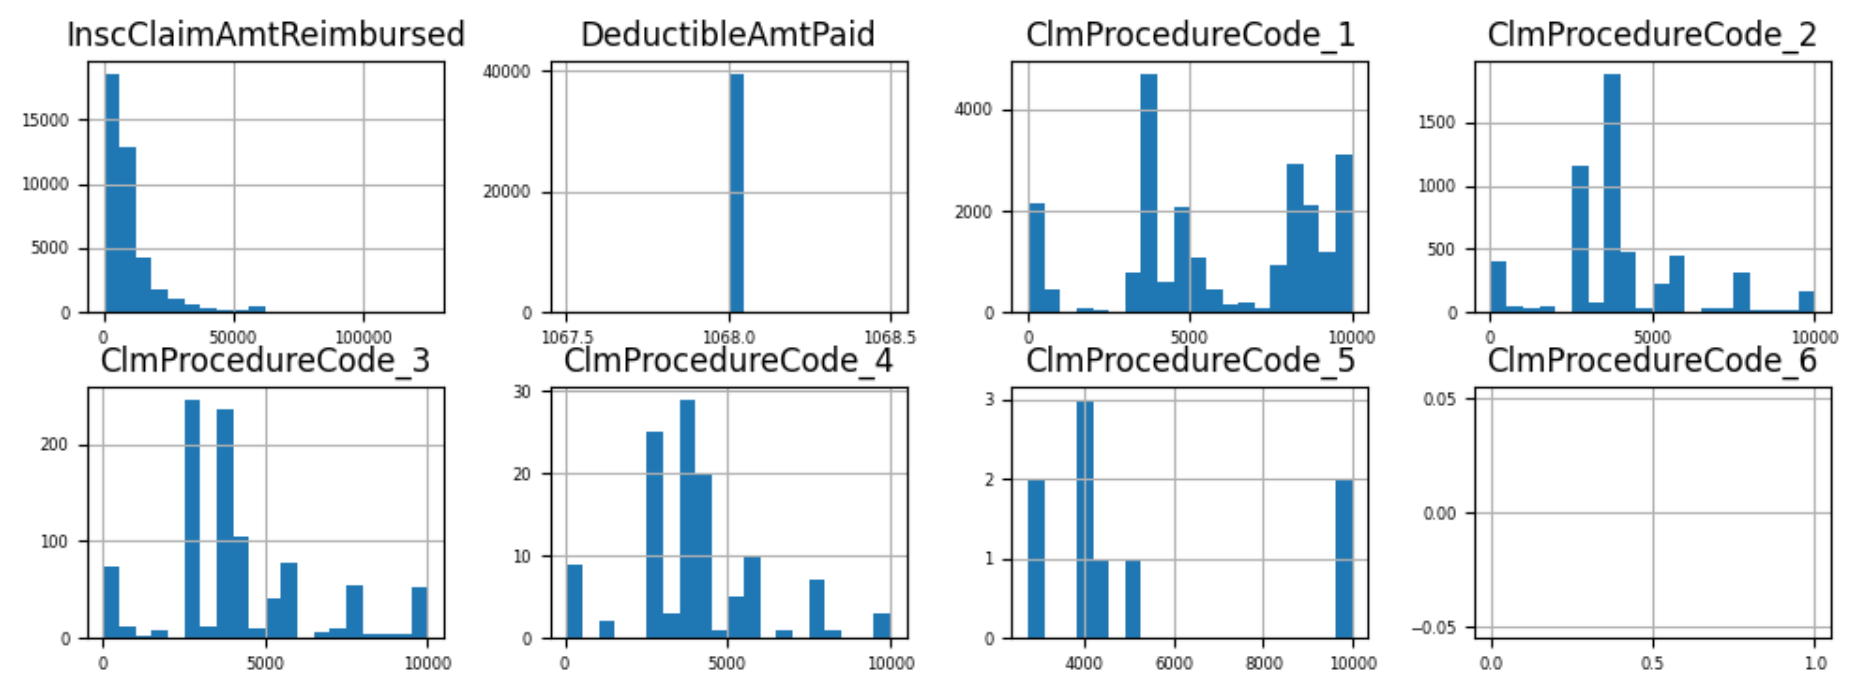 InscClaimAmtReimbursed
15000
10000
5000
0
0 50000 100000
DeductibleAmtPaid
40000
20000
0
1067.5 1068.0 1068.5
ClmProcedureCode_1
4000
2000
0
0 5000 10000
ClmProcedureCode_2
1500
1000
500
0
0 5000 10000
ClmProcedureCode_3
200
100
0
0 5000 10000
ClmProcedureCode_4
30
20
10
0
0 5000 10000
ClmProcedureCode_5
3
2
1
0
4000 6000 8000 10000
ClmProcedureCode_6
0.05
0.00
−0.05
0.0 0.5 1.0